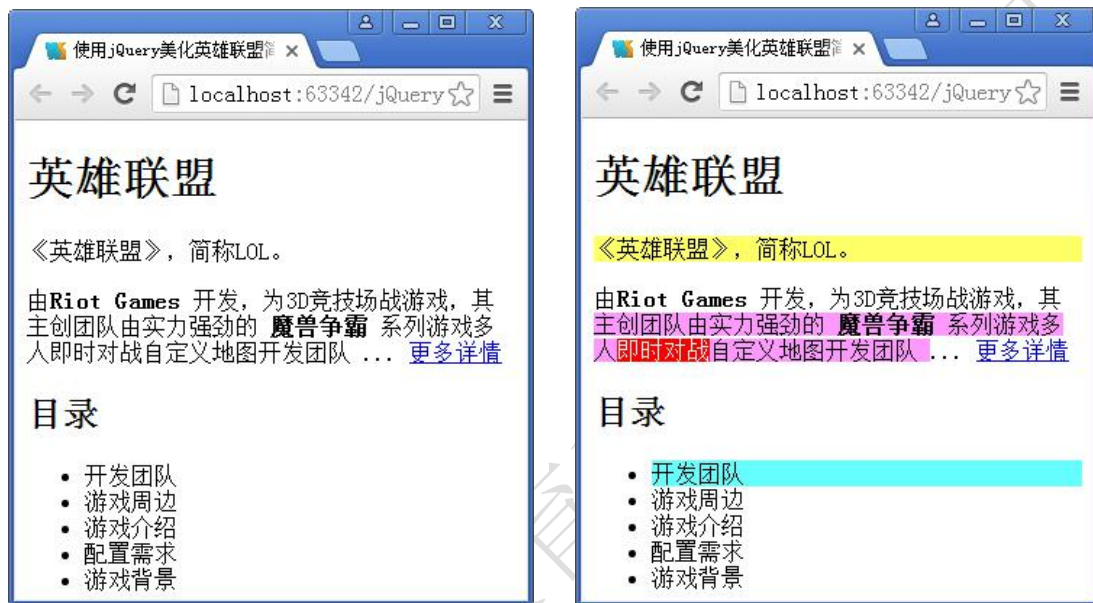 使用jQuery美化英雄联盟简
localhost:63342/jQuery
英雄联盟
《英雄联盟》，简称LOL。
由Riot Games 开发，为3D竞技场战游戏，其
主创团队由实力强劲的 魔兽争霸 系列游戏多
人即时对战自定义地图开发团队 ... 更多详情
目录
开发团队
游戏周边
游戏介绍
配置需求
游戏背景
使用jQuery美化英雄联盟简
localhost:63342/jQuery
英雄联盟
《英雄联盟》，简称LOL。
由Riot Games 开发，为3D竞技场战游戏，其
主创团队由实力强劲的 魔兽争霸 系列游戏多
人即时对战自定义地图开发团队 ... 更多详情
目录
开发团队
游戏周边
游戏介绍
配置需求
游戏背景